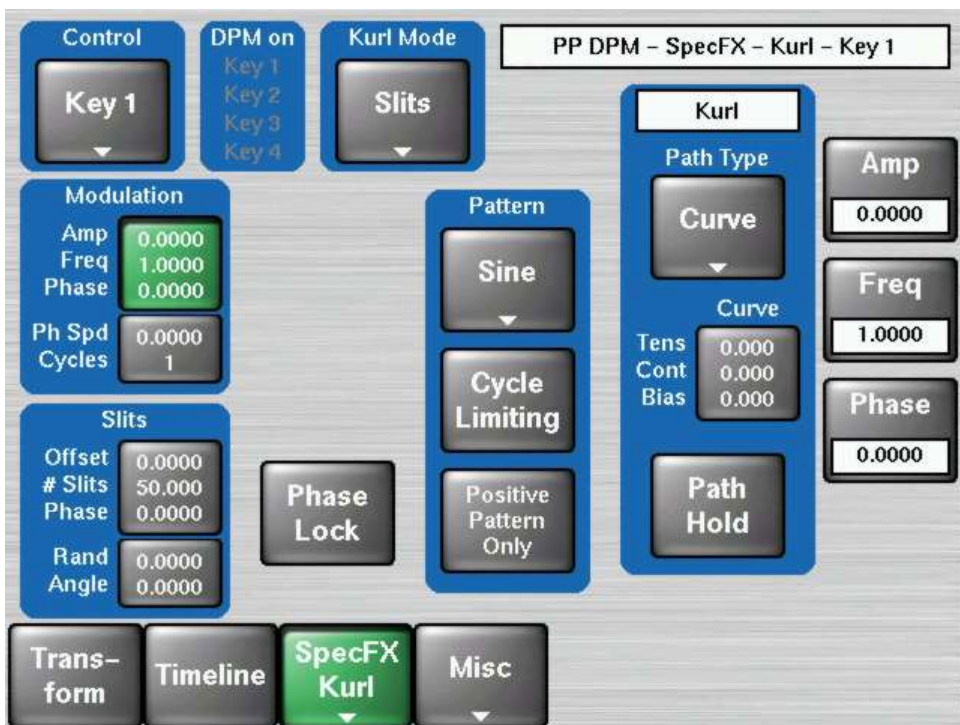 Control
Key 1
DPM on
Key 1
Key 2
Key 3
Key 4
Kurl Mode
Slits
PP DPM – SpecFX – Kurl – Key 1
Modulation
Amp 0.0000
Freq 1.0000
Phase 0.0000
Ph Spd 0.0000
Cycles 1
Slits
Offset 0.0000
# Slits 50.000
Phase 0.0000
Rand 0.0000
Angle 0.0000
Phase
Lock
Pattern
Sine
Cycle
Limiting
Positive
Pattern
Only
Kurl
Path Type
Curve
Curve
Tens 0.000
Cont 0.000
Bias 0.000
Path
Hold
Amp
0.0000
Freq
1.0000
Phase
0.0000
Trans–
form
Timeline
SpecFX
Kurl
Misc